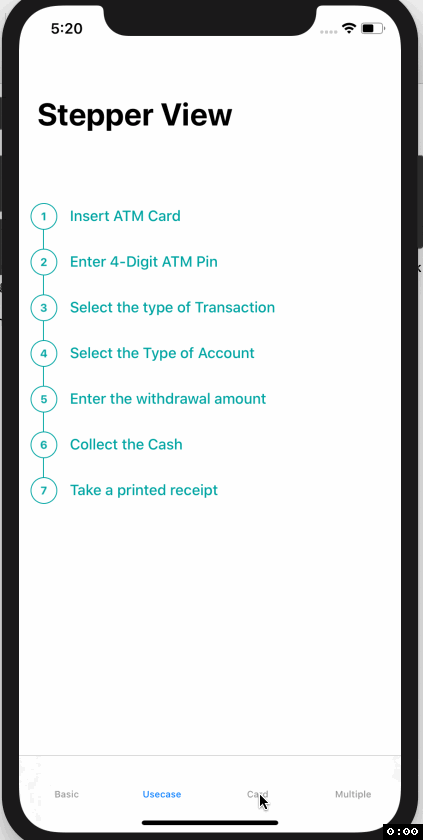 5:20
Stepper View
1 Insert ATM Card
2 Enter 4-Digit ATM Pin
3 Select the type of Transaction
4 Select the Type of Account
5 Enter the withdrawal amount
6 Collect the Cash
7 Take a printed receipt
Basic Usecase Card Multiple
0:00